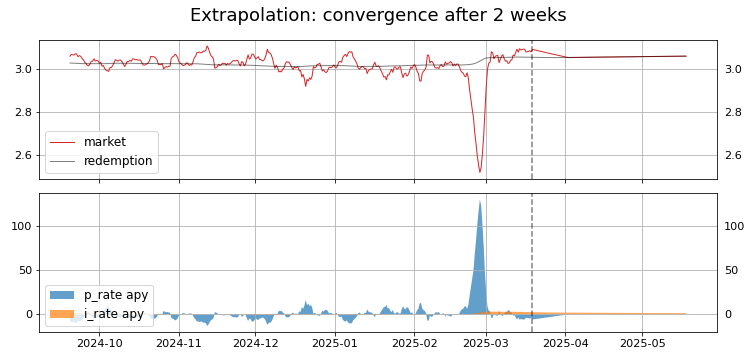 Extrapolation: convergence after 2 weeks
3.0 3.0
2.8 2.8
2.6 2.6
market
redemption
100 100
50 50
0 0
p_rate apy
i_rate apy
2024-10 2024-11 2024-12 2025-01 2025-02 2025-03 2025-04 2025-05